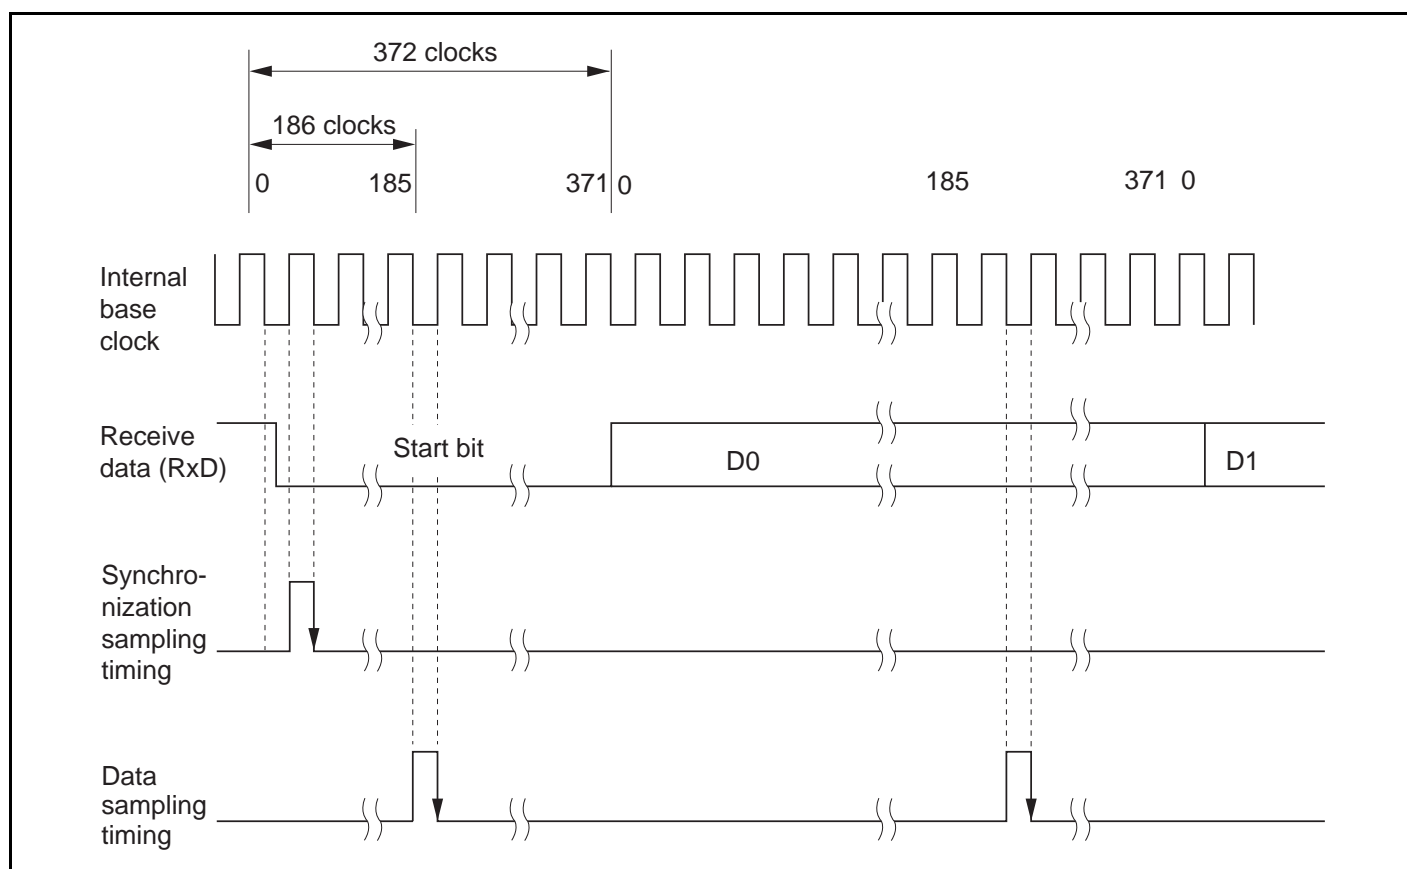 372 clocks
186 clocks
0 185 371 0 185 371 0
Internal
base
clock
Receive
data (RxD)
Start bit
D0
D1
Synchro-
nization
sampling
timing
Data
sampling
timing